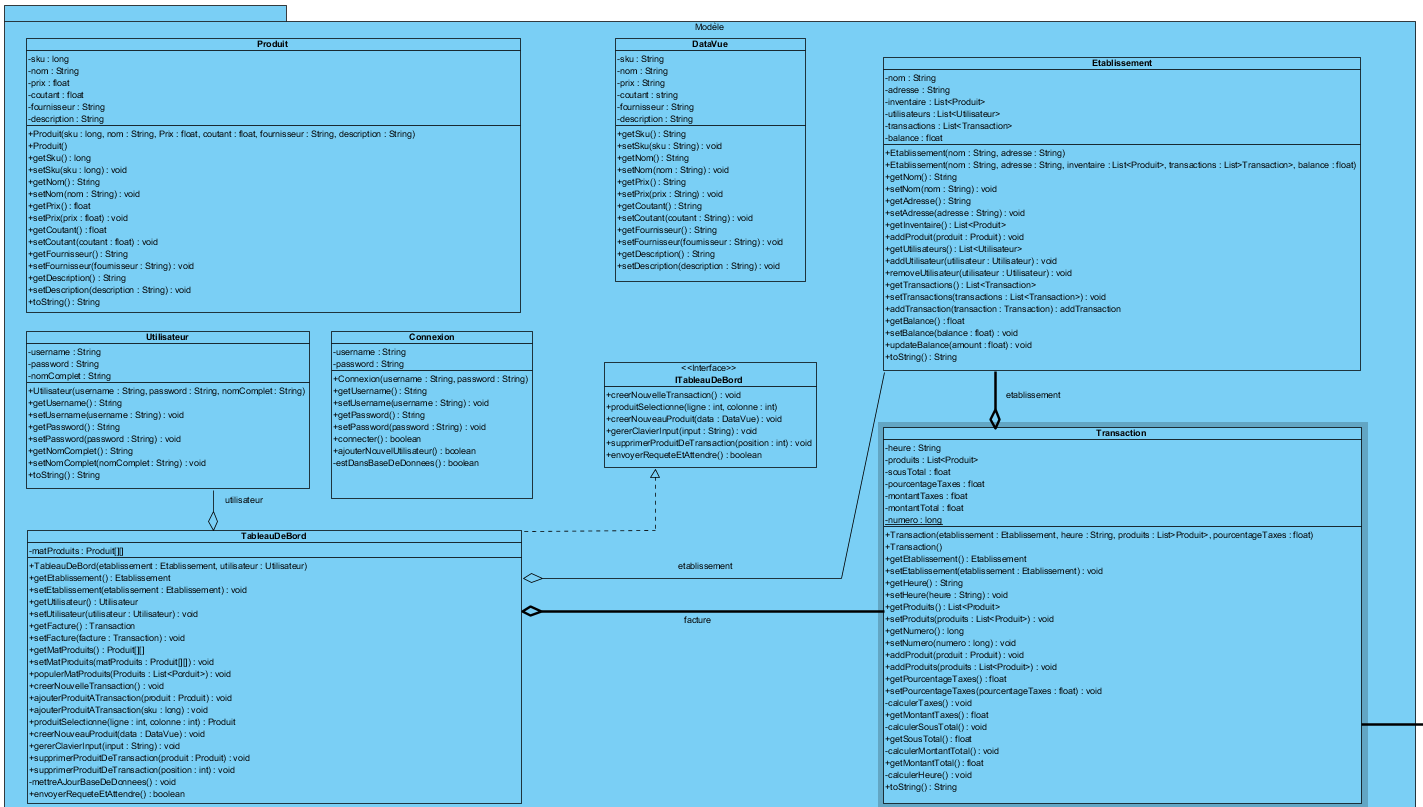 Modèle
Produit
-sku : long
-nom : String
-prix : float
-coutant : float
-fournisseur : String
-description : String
+Produit(sku : long, nom : String, Prix : float, coutant : float, fournisseur : String, description : String)
+Produit()
+getSku() : long
+setSku(sku : long) : void
+getNom() : String
+setNom(nom : String) : void
+getPrix() : float
+setPrix(prix : float) : void
+getCoutant() : float
+setCoutant(coutant : float) : void
+getFournisseur() : String
+setFournisseur(fournisseur : String) : void
+getDescription() : String
+setDescription(description : String) : void
+toString() : String
DataVue
-sku : String
-nom : String
-prix : String
-coutant : string
-fournisseur : String
-description : String
+getSku() : String
+setSku(sku : String) : void
+getNom() : String
+setNom(nom : String) : void
+getPrix() : String
+setPrix(prix : String) : void
+getCoutant() : String
+setCoutant(coutant : String) : void
+getFournisseur() : String
+setFournisseur(fournisseur : String) : void
+getDescription() : String
+setDescription(description : String) : void
Etablissement
-nom : String
-adresse : String
-inventaire : List<Produit>
-utilisateurs : List<Utilisateur>
-transactions : List<Transaction>
-balance : float
+Etablissement(nom : String, adresse : String)
+Etablissement(nom : String, adresse : String, inventaire : List<Produit>, transactions : List>Transaction>, balance : float)
+getNom() : String
+setNom(nom : String) : void
+getAdresse() : String
+setAdresse(adresse : String) : void
+getInventaire() : List<Produit>
+addProduit(produit : Produit) : void
+getUtilisateurs() : List<Utilisateur>
+addUtilisateur(utilisateur : Utilisateur) : void
+removeUtilisateur(utilisateur : Utilisateur) : void
+getTransactions() : List<Transaction>
+setTransactions(transactions : List<Transaction>) : void
+addTransaction(transaction : Transaction) : addTransaction
+getBalance() : float
+setBalance(balance : float) : void
+updateBalance(amount : float) : void
+toString() : String
Utilisateur
-username : String
-password : String
-nomComplet : String
+Utilisateur(username : String, password : String, nomComplet : String)
+getUsername() : String
+setUsername(username : String) : void
+getPassword() : String
+setPassword(password : String) : void
+getNomComplet() : String
+setNomComplet(nomComplet : String) : void
+toString() : String
Connexion
-username : String
-password : String
+Connexion(username : String, password : String)
+getUsername() : String
+setUsername(username : String) : void
+getPassword() : String
+setPassword(password : String) : void
+connecter() : boolean
+ajouterNouvelUtilisateur() : boolean
-estDansBaseDeDonnees() : boolean
<<Interface>>
ITableauDeBord
+creerNouvelleTransaction() : void
+produitSelectionne(ligne : int, colonne : int)
+creerNouveauProduit(data : DataVue) : void
+gererClavierInput(input : String) : void
+supprimerProduitDeTransaction(position : int) : void
+envoyerRequeteEtAttendre() : boolean
etablissement
utilisateur
TableauDeBord
-matProduits : Produit[][]
+TableauDeBord(etablissement : Etablissement, utilisateur : Utilisateur)
+getEtablissement() : Etablissement
+setEtablissement(etablissement : Etablissement) : void
+getUtilisateur() : Utilisateur
+setUtilisateur(utilisateur : Utilisateur) : void
+getFacture() : Transaction
+setFacture(facture : Transaction) : void
+getMatProduits() : Produit[][]
+setMatProduits(matProduits : Produit[][]) : void
+populerMatProduits(Produits : List<Porduit>) : void
+creerNouvelleTransaction() : void
+ajouterProduitATransaction(produit : Produit) : void
+ajouterProduitATransaction(sku : long) : void
+produitSelectionne(ligne : int, colonne : int) : Produit
+creerNouveauProduit(data : DataVue) : void
+gererClavierInput(input : String) : void
+supprimerProduitDeTransaction(produit : Produit) : void
+supprimerProduitDeTransaction(position : int) : void
-mettreAJourBaseDeDonnees() : void
+envoyerRequeteEtAttendre() : boolean
etablissement
facture
Transaction
-heure : String
-produits : List<Produit>
-sousTotal : float
-pourcentageTaxes : float
-montantTaxes : float
-montantTotal : float
-numero : long
+Transaction(etablissement : Etablissement, heure : String, produits : List>Produit>, pourcentageTaxes : float)
+Transaction()
+getEtablissement() : Etablissement
+setEtablissement(etablissement : Etablissement) : void
+getHeure() : String
+setHeure(heure : String) : void
+getProduits() : List<Produit>
+setProduits(produits : List<Produit>) : void
+getNumero() : long
+setNumero(numero : long) : void
+addProduit(produit : Produit) : void
+addProduits(produits : List<Produit>) : void
+getPourcentageTaxes() : float
+setPourcentageTaxes(pourcentageTaxes : float) : void
-calculerTaxes() : void
+getMontantTaxes() : float
-calculerSousTotal() : void
+getSousTotal() : float
-calculerMontantTotal() : void
+getMontantTotal() : float
-calculerHeure() : void
+toString() : String